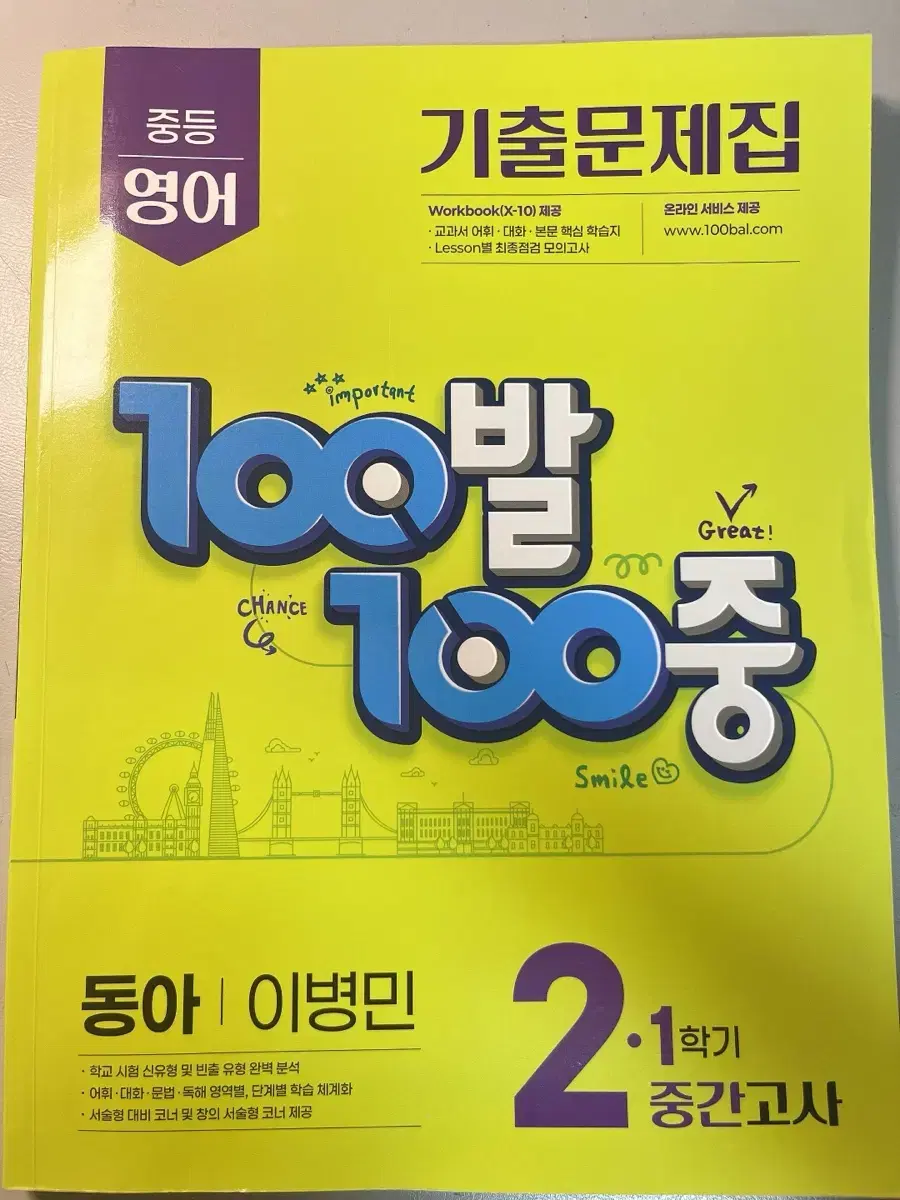 중등
영어
기출문제집
Workbook(X-10) 제공
· 교과서 어휘 · 대화 · 본문 핵심 학습지
· Lesson별 최종점검 모의고사
온라인 서비스 제공
www.100bal.com
important
100발
Great!
CHANCE
100중
Smile
동아 | 이병민
· 학교 시험 신유형 및 빈출 유형 완벽 분석
· 어휘 · 대화 · 문법 · 독해 영역별, 단계별 학습 체계화
· 서술형 대비 코너 및 창의 서술형 코너 제공
2·1학기
중간고사